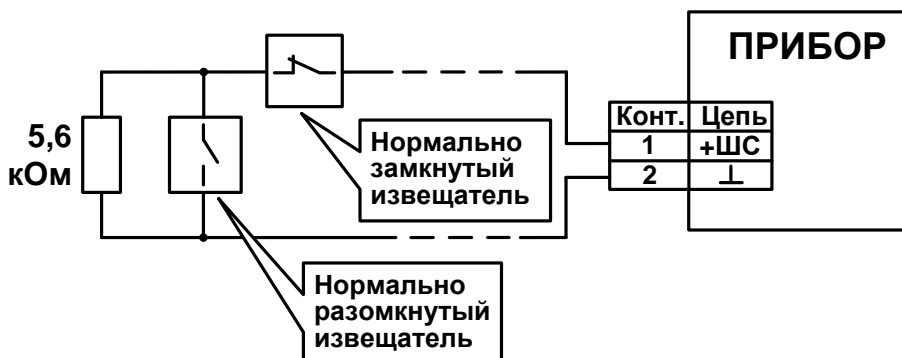 ПРИБОР
Конт. Цепь
1 +ШС
2 ⊥
5,6
кОм
Нормально
замкнутый
извещатель
Нормально
разомкнутый
извещатель